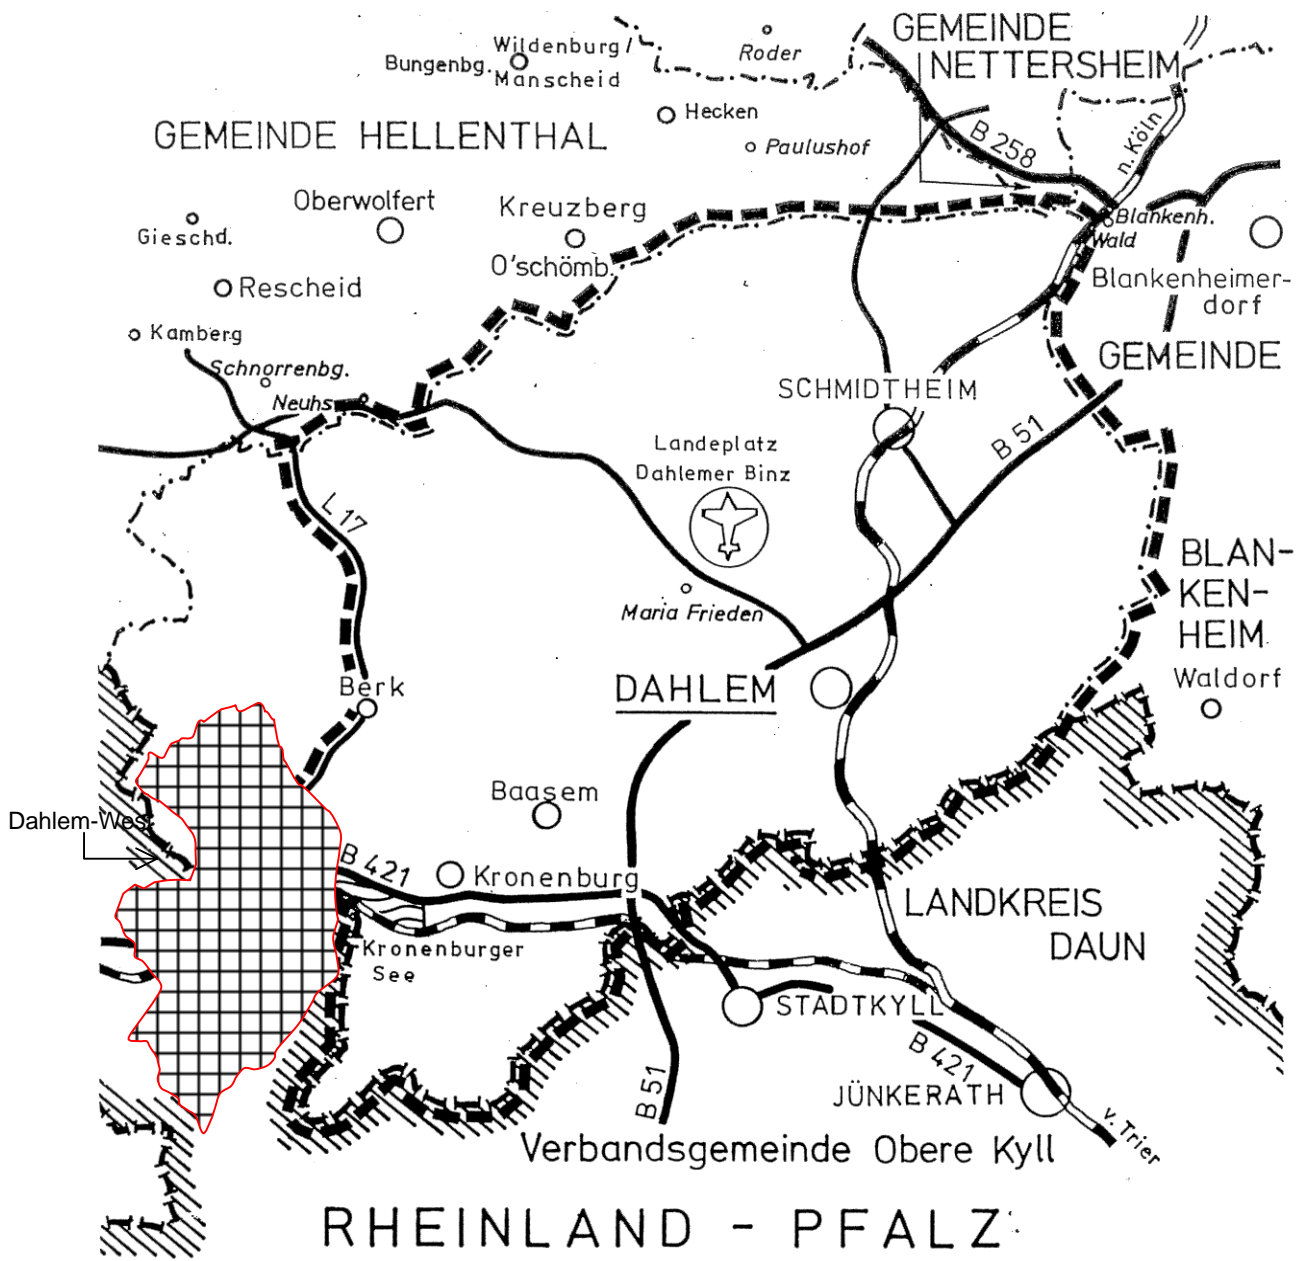 GEMEINDE
NETTERSHEIM
Wildenburg/
Manscheid
Bungenbg.
Roder
Hecken
Paulushof
GEMEINDE HELLENTHAL
B 258
n. Köln
Oberwolfert
Kreuzberg
Gieschd.
O'schömb.
Blankenh.
Wald
Rescheid
Blankenheimer-
dorf
Kamberg
Schnorrenbg.
Neuhs
GEMEINDE
SCHMIDTHEIM
Landeplatz
Dahlemer Binz
B 51
L 17
BLAN-
KEN-
HEIM
Maria Frieden
Waldorf
Berk
DAHLEM
Baasem
Dahlem-Wes
B 421
Kronenburg
Kronenburger
See
LANDKREIS
DAUN
STADTKYLL
B 421
B 51
JÜNKERATH
v. Trier
Verbandsgemeinde Obere Kyll
RHEINLAND - PFALZ